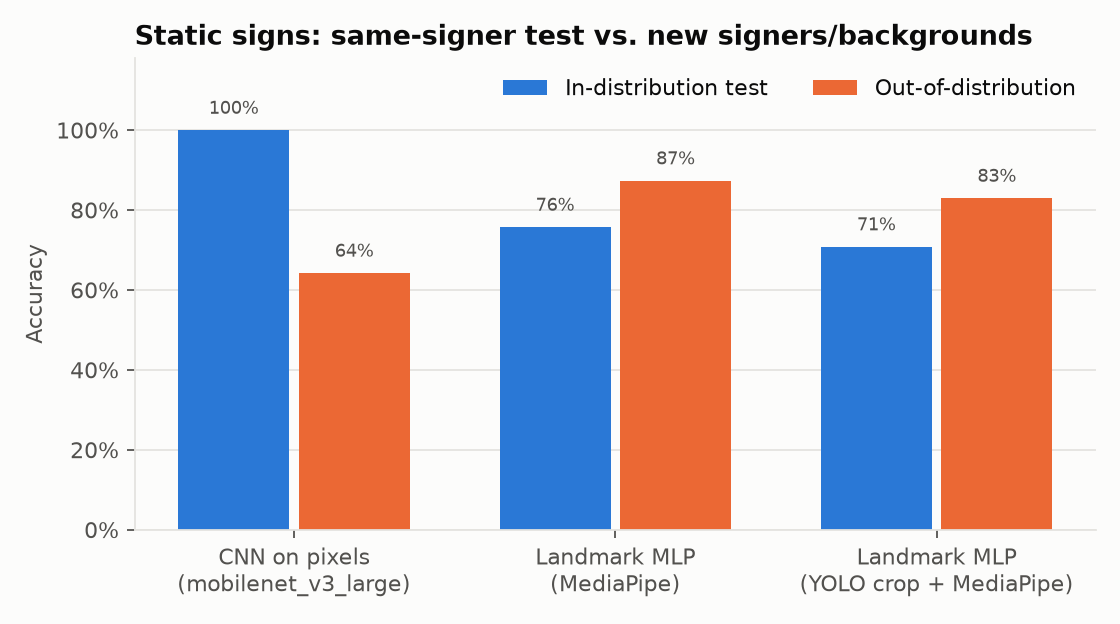 Static signs: same-signer test vs. new signers/backgrounds
In-distribution test
Out-of-distribution
Accuracy
100%
80%
60%
40%
20%
0%
100%
64%
76%
87%
71%
83%
CNN on pixels
(mobilenet_v3_large)
Landmark MLP
(MediaPipe)
Landmark MLP
(YOLO crop + MediaPipe)